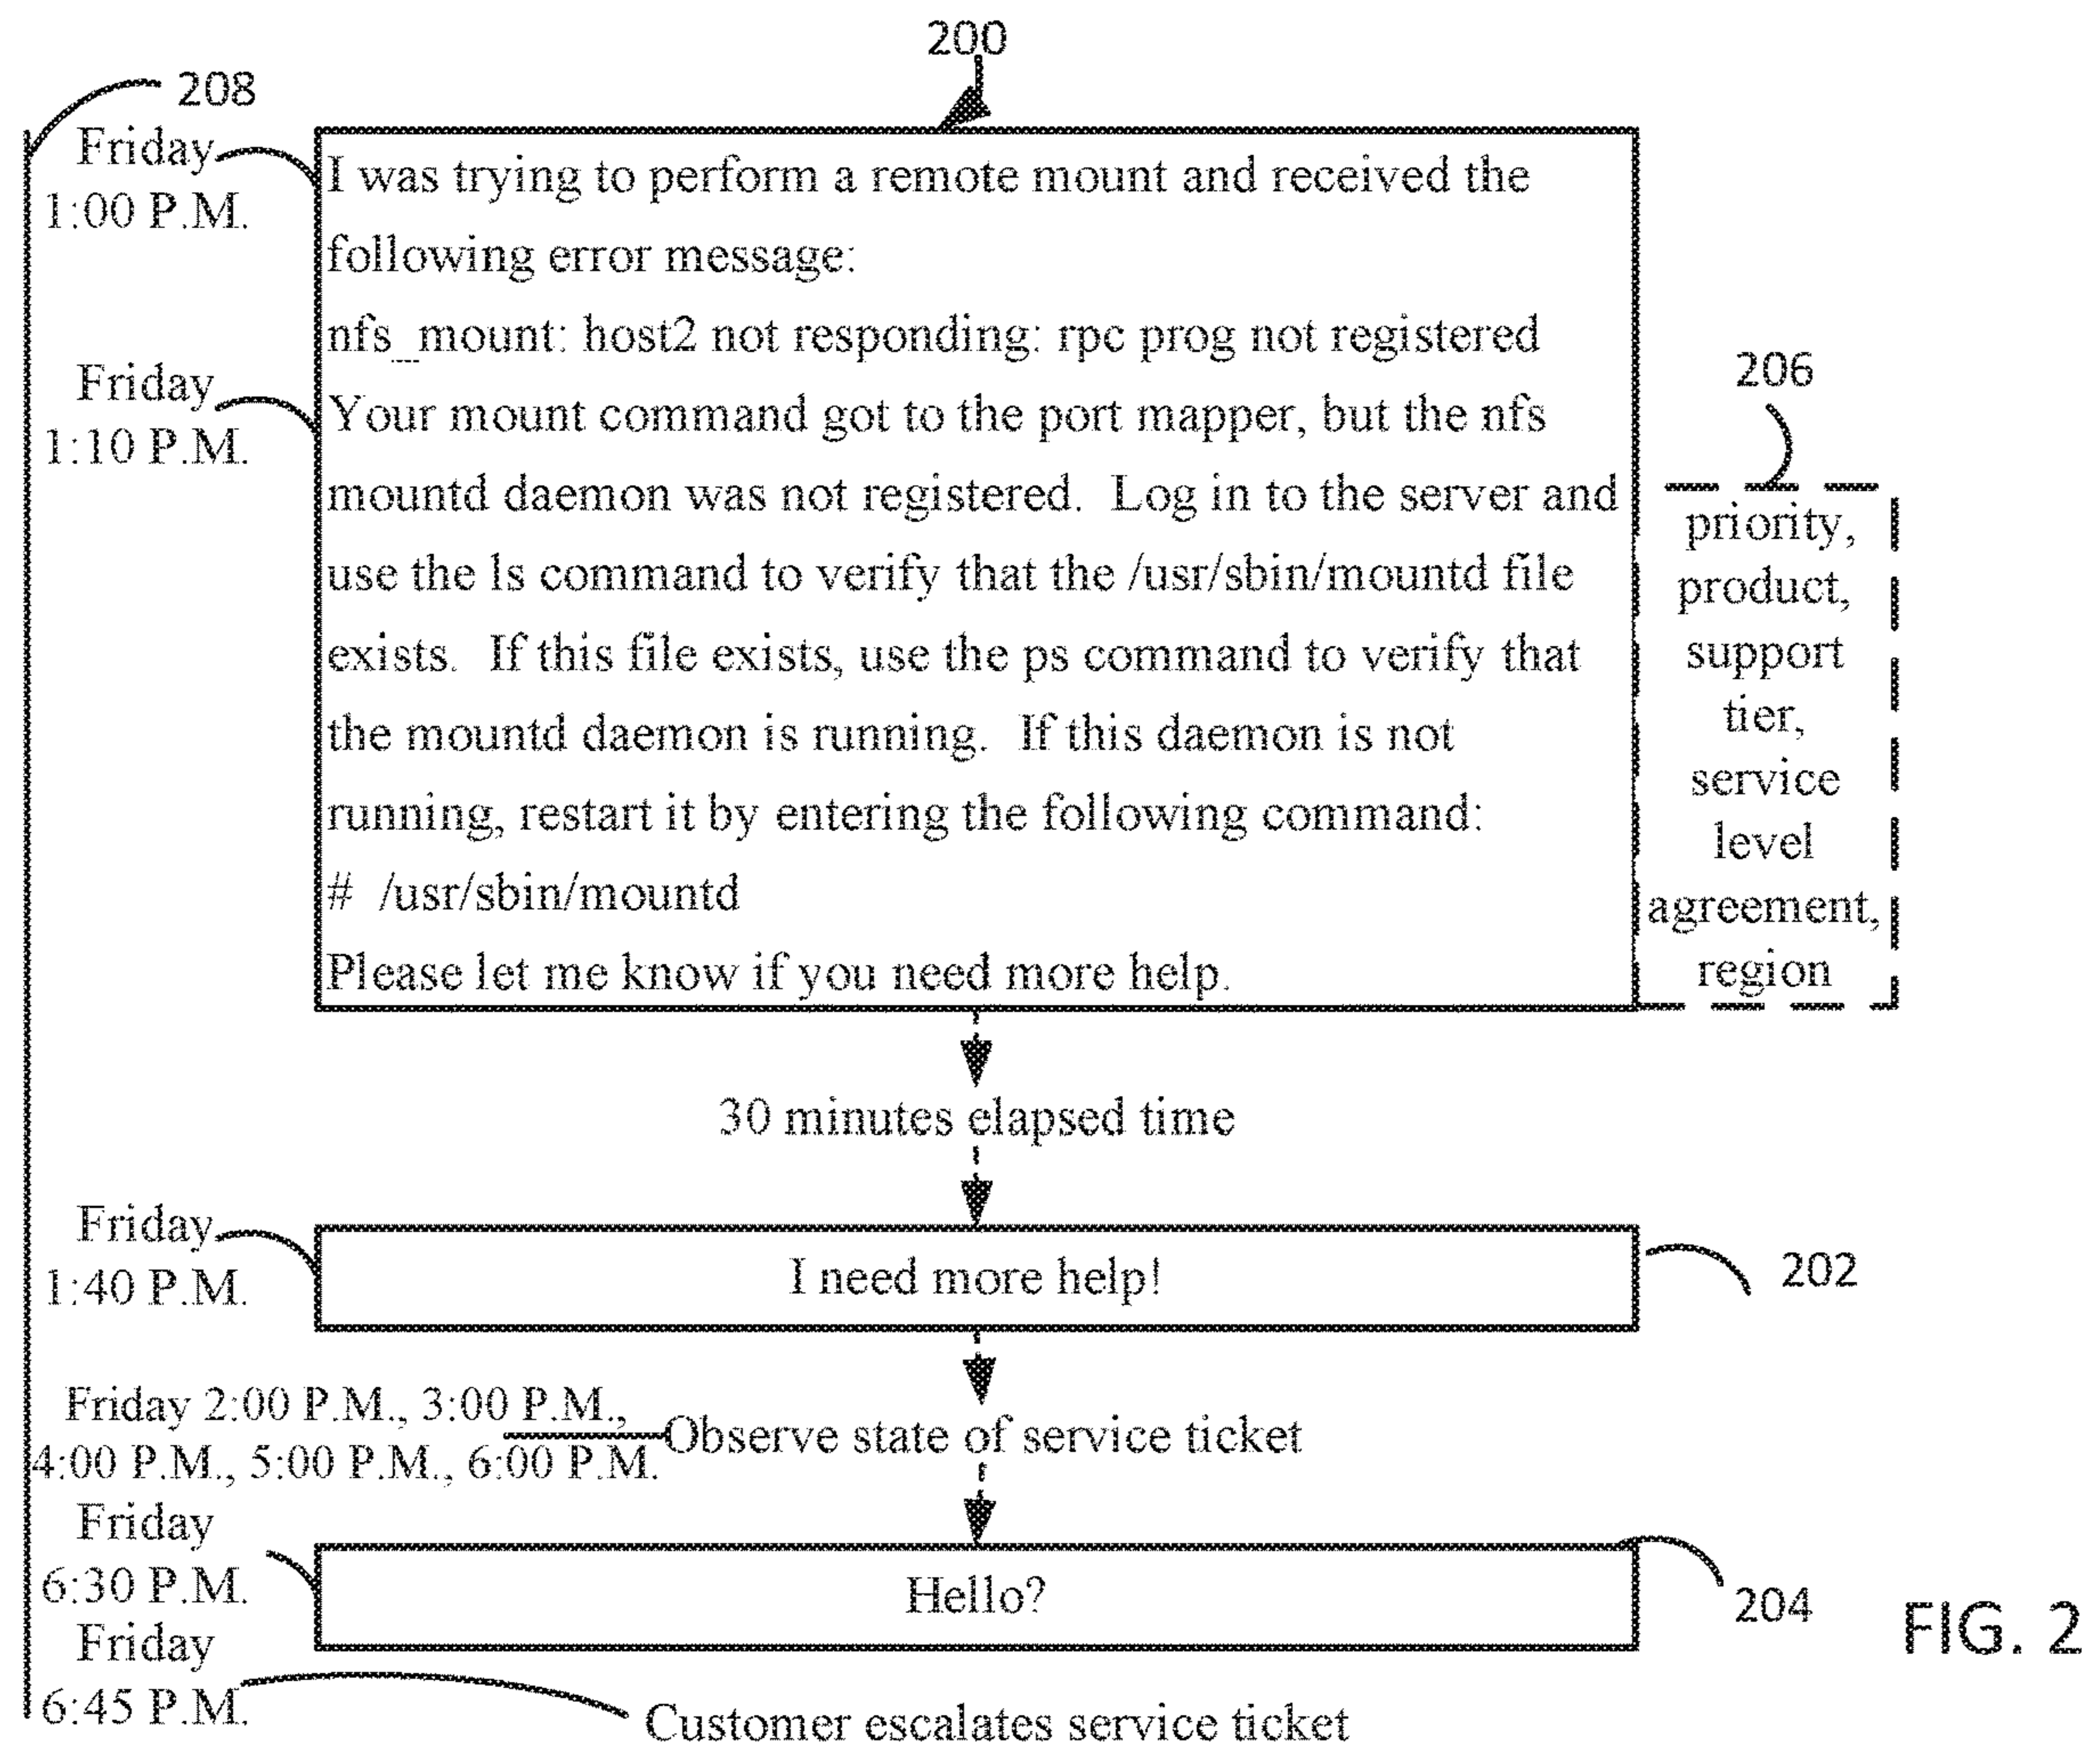 200
208
Friday
1:00 P.M.
I was trying to perform a remote mount and received the
following error message:
nfs_mount: host2 not responding: rpc prog not registered
Friday
1:10 P.M.
Your mount command got to the port mapper, but the nfs
mountd daemon was not registered. Log in to the server and
use the ls command to verify that the /usr/sbin/mountd file
exists. If this file exists, use the ps command to verify that
the mountd daemon is running. If this daemon is not
running, restart it by entering the following command:
# /usr/sbin/mountd
Please let me know if you need more help.
206
priority,
product,
support
tier,
service
level
agreement,
region
30 minutes elapsed time
Friday
1:40 P.M.
I need more help!
202
Friday 2:00 P.M., 3:00 P.M.,
4:00 P.M., 5:00 P.M., 6:00 P.M.
Observe state of service ticket
Friday
6:30 P.M.
Hello?
204
Friday
6:45 P.M.
Customer escalates service ticket
FIG. 2